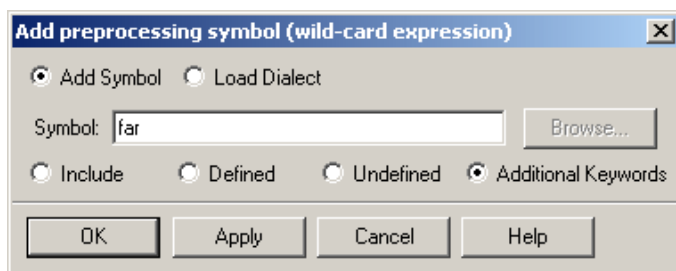 Add preprocessing symbol (wild-card expression)
Add Symbol Load Dialect
Symbol: far Browse...
Include Defined Undefined Additional Keywords
OK Apply Cancel Help